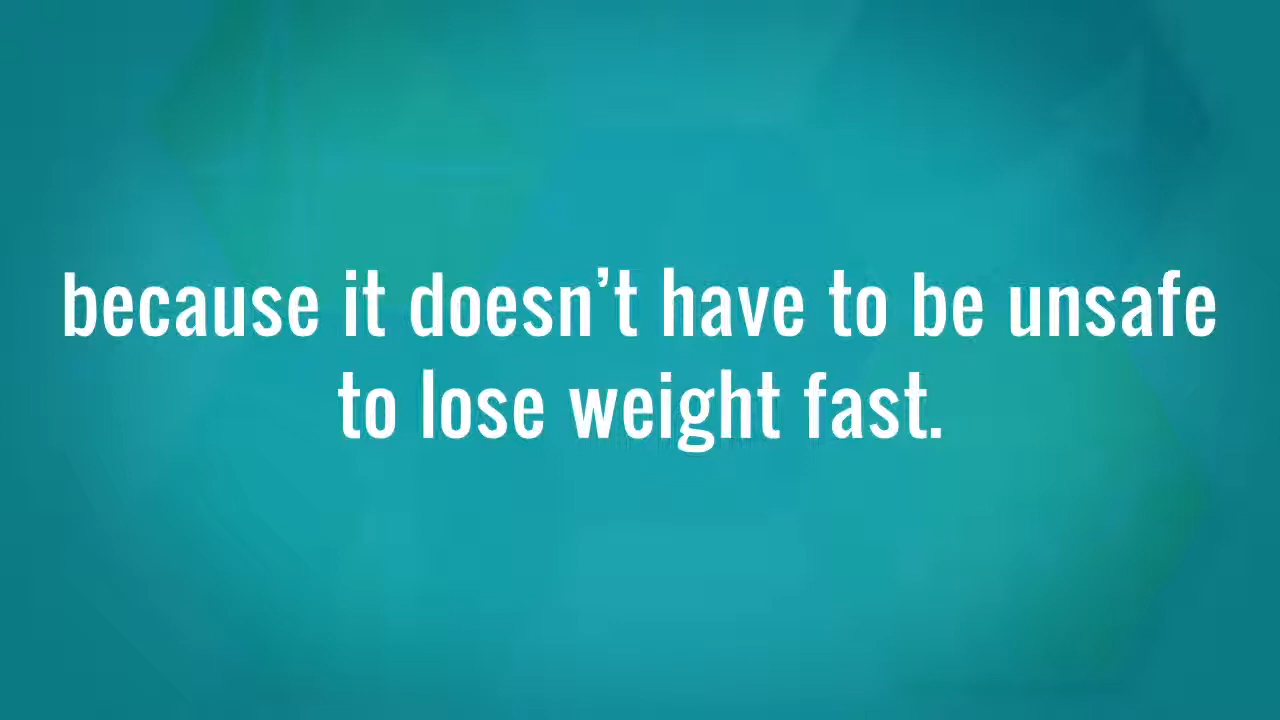 because it doesn’t have to be unsafe
to lose weight fast.